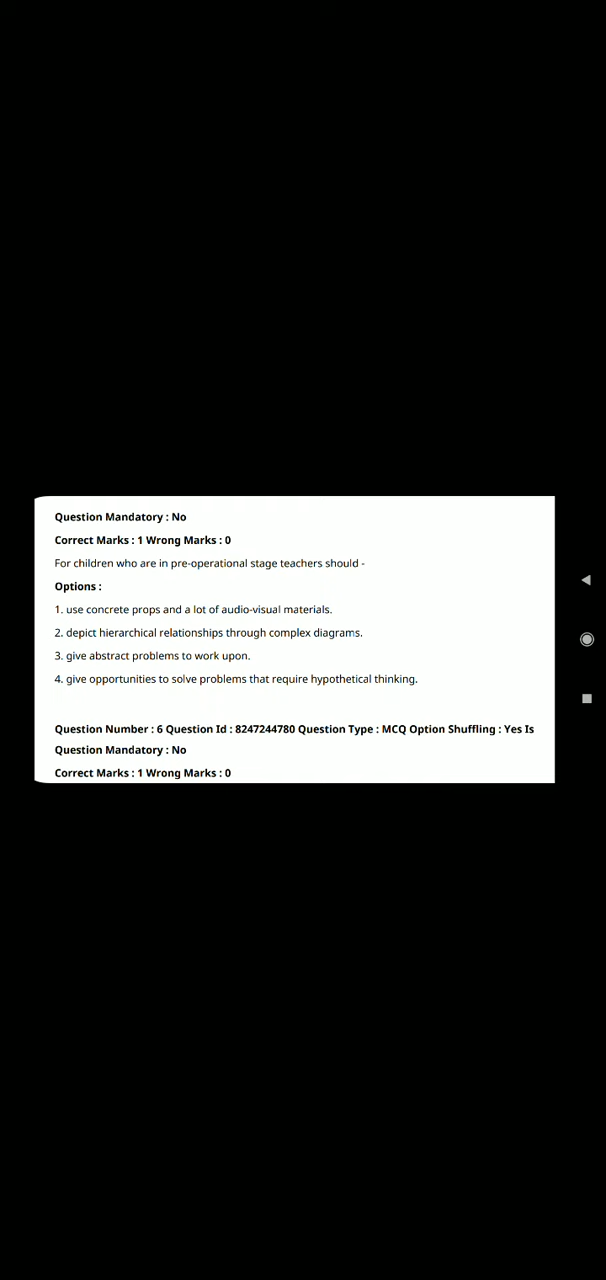 Question Mandatory : No
Correct Marks : 1 Wrong Marks : 0
For children who are in pre-operational stage teachers should -
Options :
1. use concrete props and a lot of audio-visual materials.
2. depict hierarchical relationships through complex diagrams.
3. give abstract problems to work upon.
4. give opportunities to solve problems that require hypothetical thinking.
Question Number : 6 Question Id : 8247244780 Question Type : MCQ Option Shuffling : Yes Is
Question Mandatory : No
Correct Marks : 1 Wrong Marks : 0